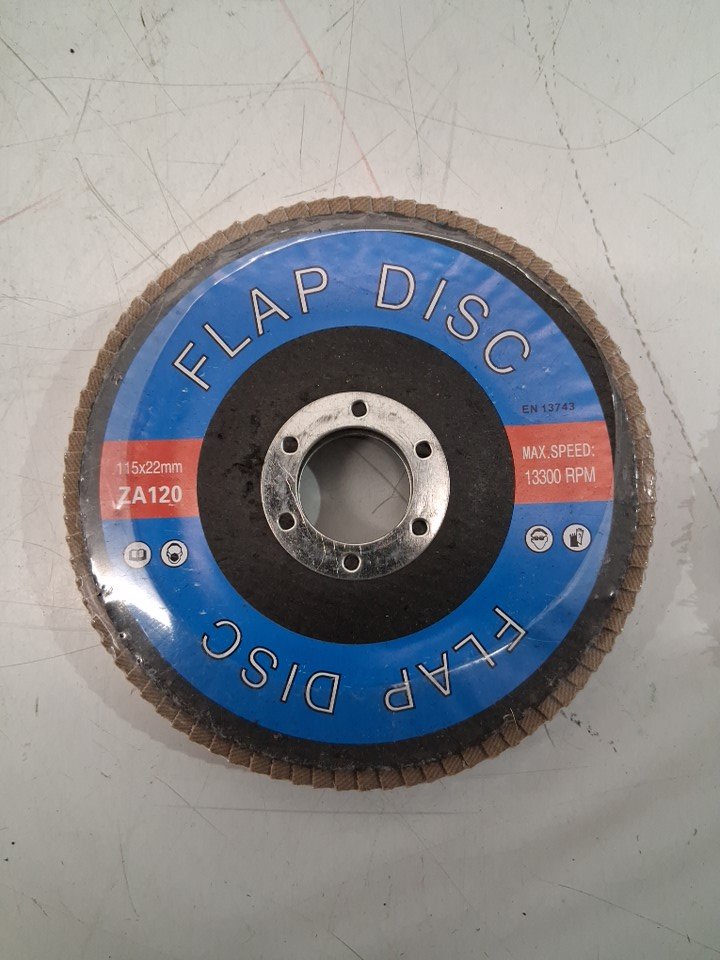 FLAP DISC
EN 13743
115x22mm
ZA120
MAX.SPEED:
13300 RPM
FLAP DISC